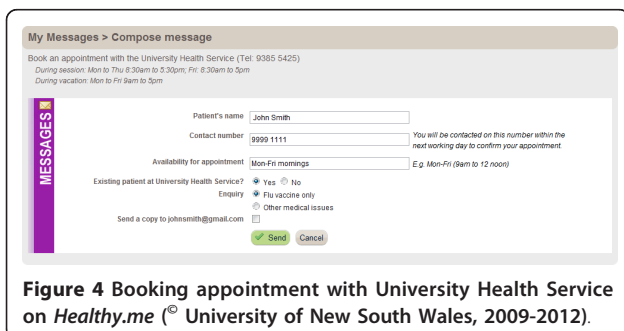 My Messages > Compose message
Book an appointment with the University Health Service (Tel: 9385 5425)
During session: Mon to Thu 8:30am to 5:30pm; Fri: 8:30am to 5pm
During vacation: Mon to Fri 9am to 5pm
MESSAGES
Patient's name John Smith
Contact number 9999 1111 You will be contacted on this number within the
next working day to confirm your appointment.
Availability for appointment Mon-Fri mornings E.g. Mon-Fri (9am to 12 noon)
Existing patient at University Health Service? Yes No
Enquiry Flu vaccine only
Other medical issues
Send a copy to johnsmith@gmail.com
Send Cancel
Figure 4 Booking appointment with University Health Service
on Healthy.me (© University of New South Wales, 2009-2012).